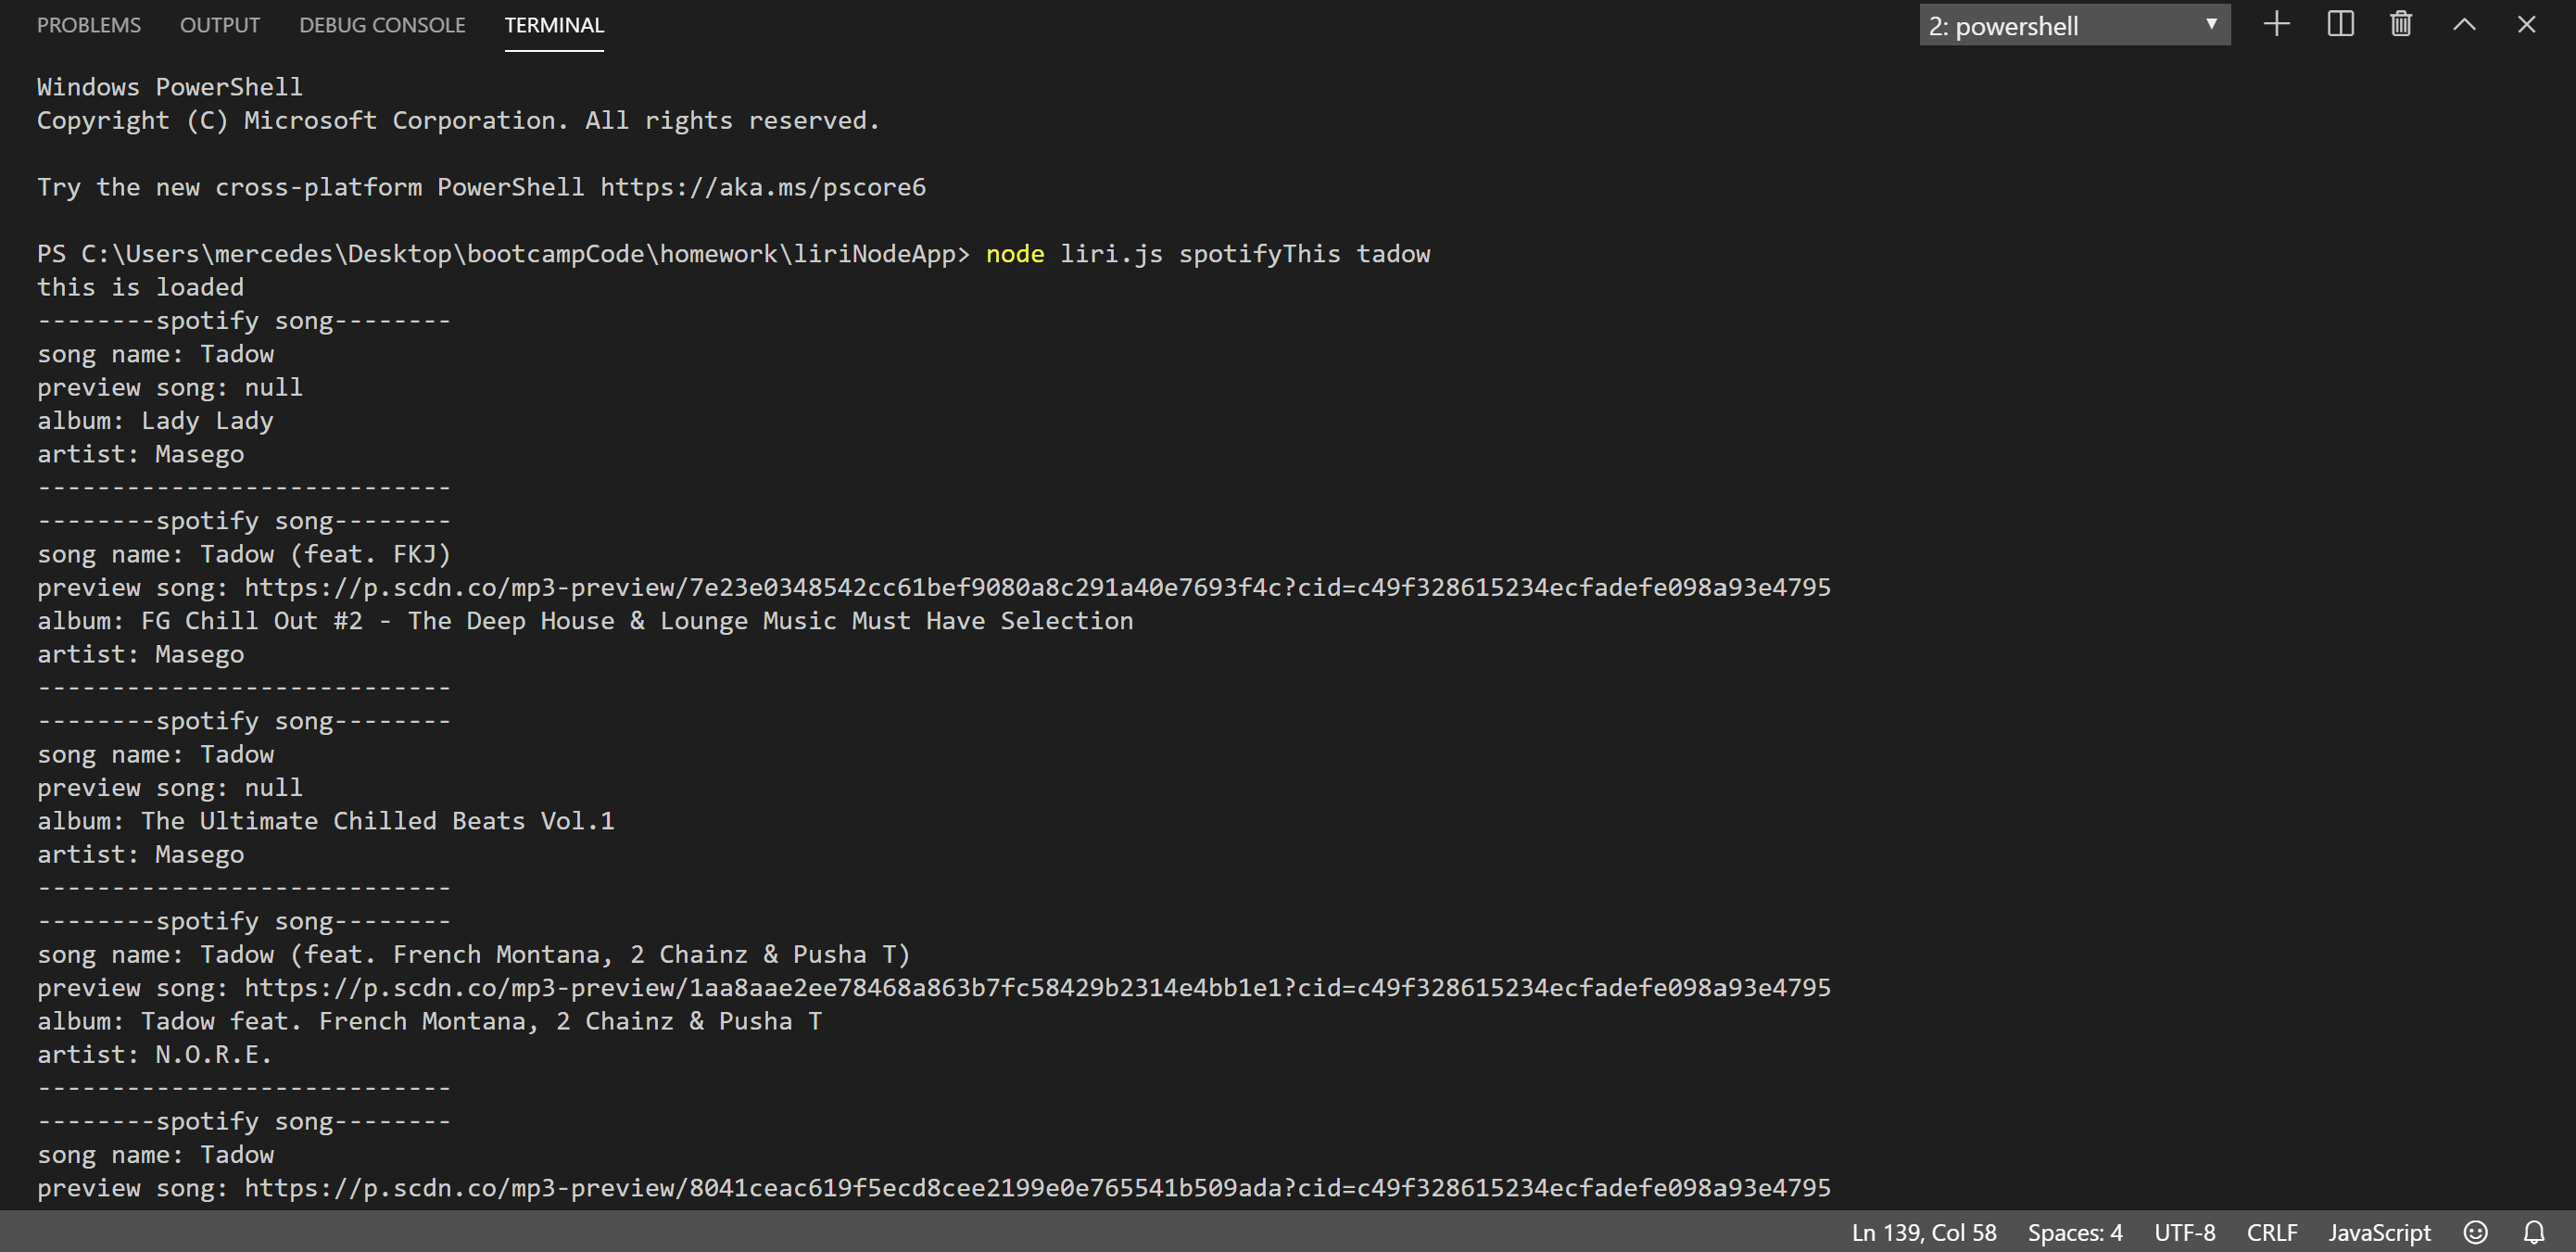 PROBLEMS OUTPUT DEBUG CONSOLE TERMINAL 2: powershell
Windows PowerShell
Copyright (C) Microsoft Corporation. All rights reserved.
Try the new cross-platform PowerShell https://aka.ms/pscore6
PS C:\Users\mercedes\Desktop\bootcampCode\homework\liriNodeApp> node liri.js spotifyThis tadow
this is loaded
--------spotify song--------
song name: Tadow
preview song: null
album: Lady Lady
artist: Masego
----------------------------
--------spotify song--------
song name: Tadow (feat. FKJ)
preview song: https://p.scdn.co/mp3-preview/7e23e0348542cc61bef9080a8c291a40e7693f4c?cid=c49f328615234ecfadefe098a93e4795
album: FG Chill Out #2 - The Deep House & Lounge Music Must Have Selection
artist: Masego
----------------------------
--------spotify song--------
song name: Tadow
preview song: null
album: The Ultimate Chilled Beats Vol.1
artist: Masego
----------------------------
--------spotify song--------
song name: Tadow (feat. French Montana, 2 Chainz & Pusha T)
preview song: https://p.scdn.co/mp3-preview/1aa8aae2ee78468a863b7fc58429b2314e4bb1e1?cid=c49f328615234ecfadefe098a93e4795
album: Tadow feat. French Montana, 2 Chainz & Pusha T
artist: N.O.R.E.
----------------------------
--------spotify song--------
song name: Tadow
preview song: https://p.scdn.co/mp3-preview/8041ceac619f5ecd8cee2199e0e765541b509ada?cid=c49f328615234ecfadefe098a93e4795
Ln 139, Col 58 Spaces: 4 UTF-8 CRLF JavaScript